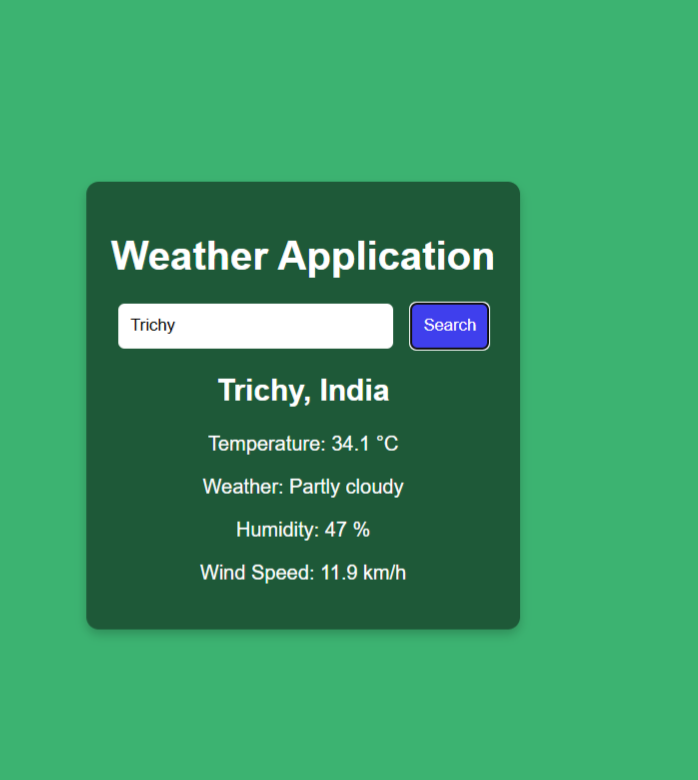 Weather Application
Trichy Search
Trichy, India
Temperature: 34.1 °C
Weather: Partly cloudy
Humidity: 47 %
Wind Speed: 11.9 km/h